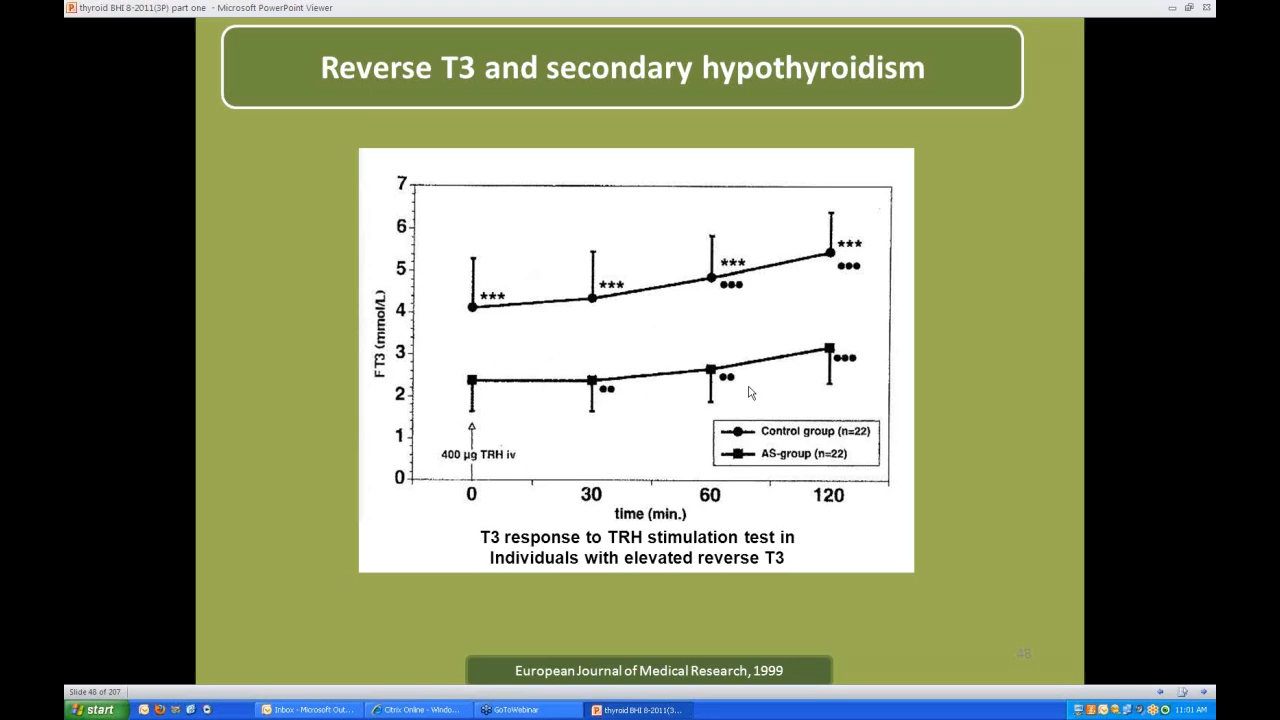 thyroid BHI 8-2011(3P) part one - Microsoft PowerPoint Viewer
Reverse T3 and secondary hypothyroidism
7
6
5
4
3
2
1
0
FT3 (mmol/L)
***
***
***
***
400 µg TRH iv
Control group (n=22)
AS-group (n=22)
0 30 60 120
time (min.)
T3 response to TRH stimulation test in
Individuals with elevated reverse T3
European Journal of Medical Research, 1999
48
Slide 48 of 207
start
Inbox - Microsoft Out...
Citrix Online - Windo...
GoToWebinar
thyroid BHI 8-2011(3...
11:01 AM